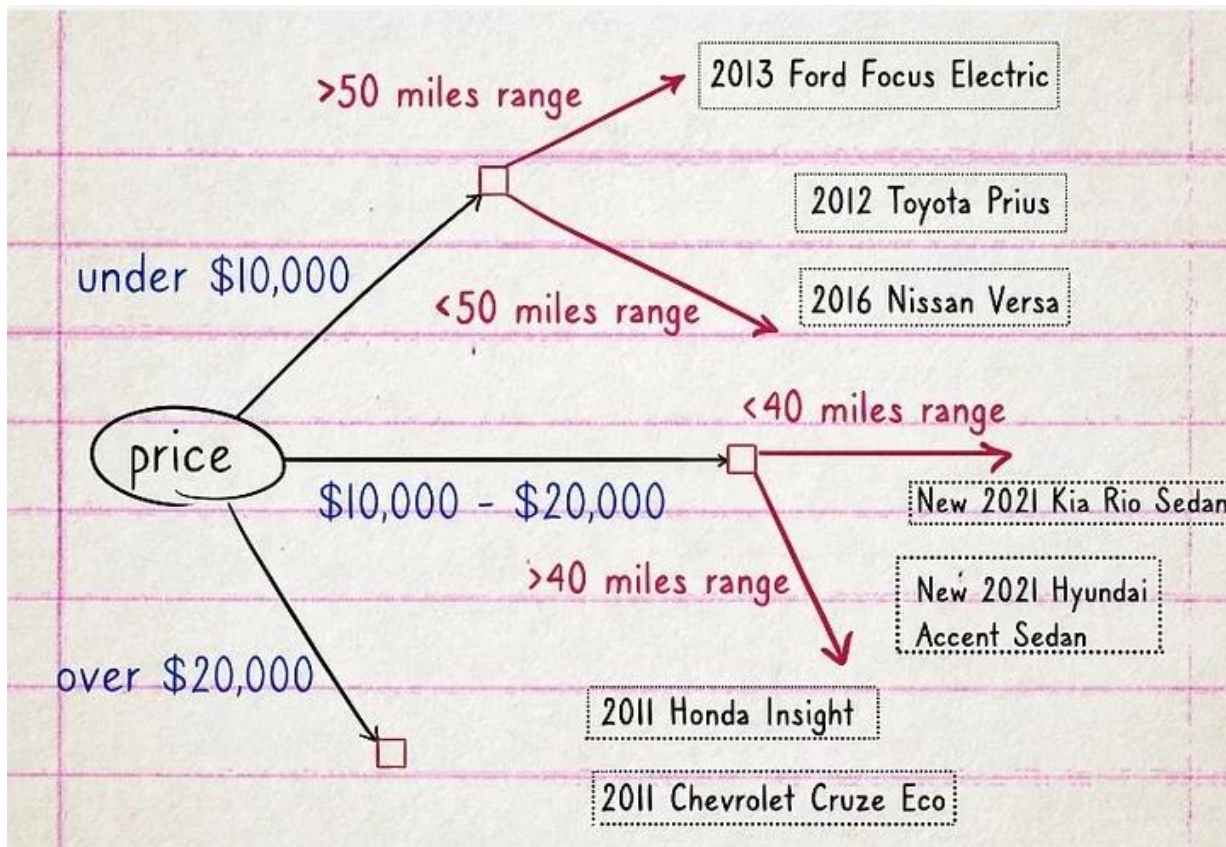 >50 miles range
2013 Ford Focus Electric
2012 Toyota Prius
under $10,000
<50 miles range
2016 Nissan Versa
<40 miles range
price
$10,000 - $20,000
New 2021 Kia Rio Sedan
>40 miles range
New 2021 Hyundai
Accent Sedan
over $20,000
2011 Honda Insight
2011 Chevrolet Cruze Eco